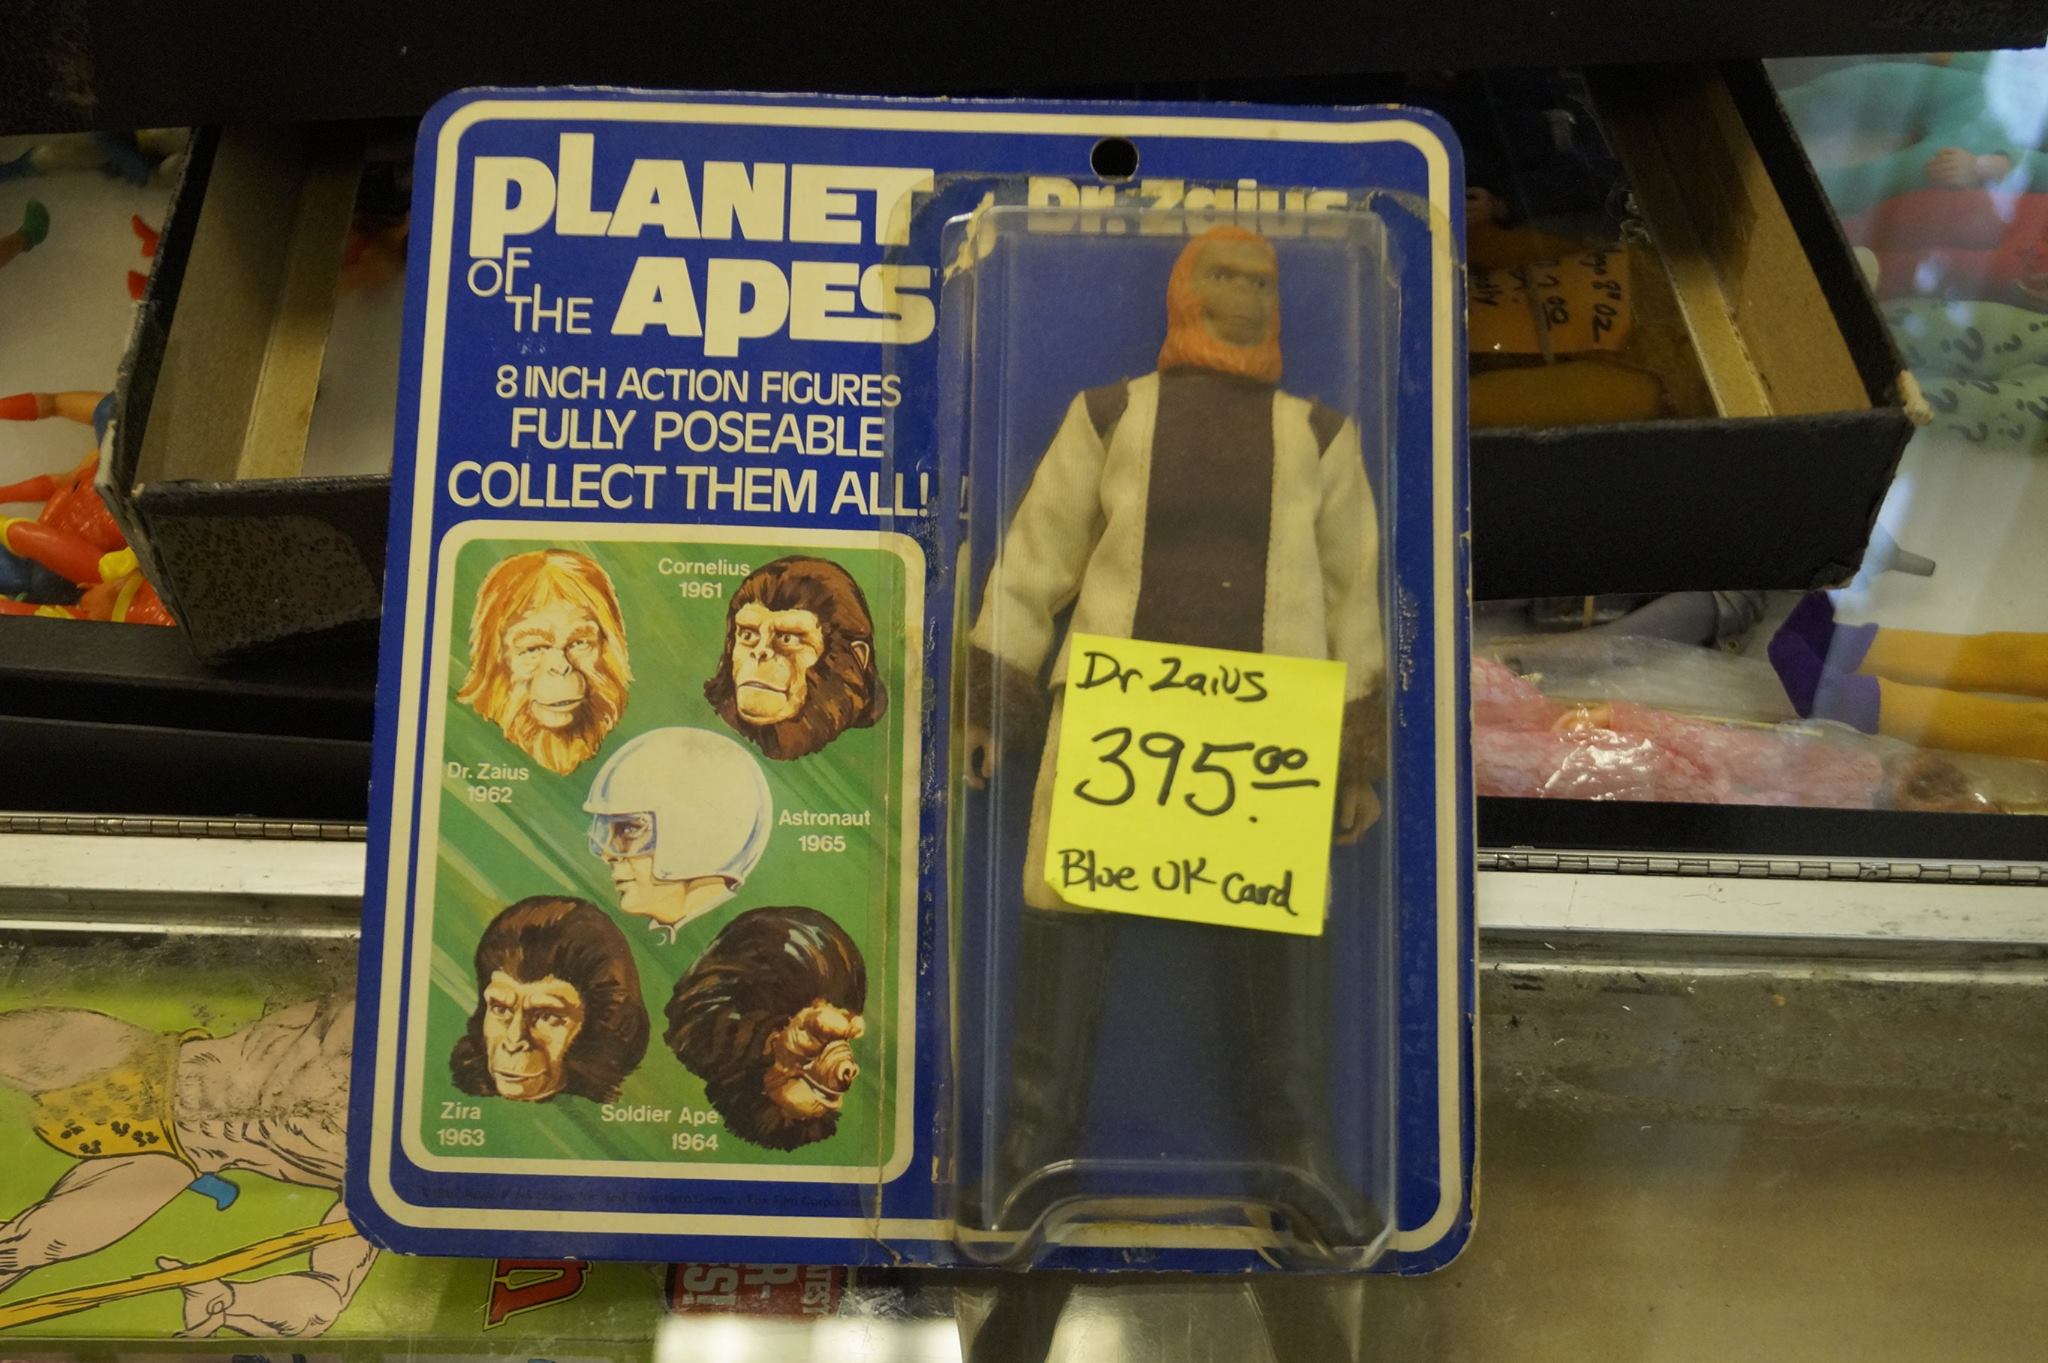 PLANET
OF THE APES
Dr. Zaius
8 INCH ACTION FIGURES
FULLY POSEABLE
COLLECT THEM ALL!
Cornelius
1961
Dr. Zaius
1962
Astronaut
1965
Zira
1963
Soldier Ape
1964
Dr Zaius
395.00
Blue UK Card